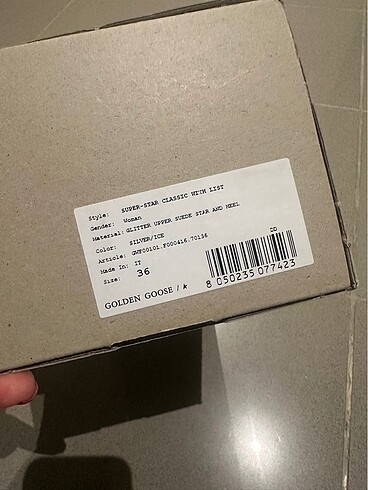 Style: SUPER-STAR CLASSIC WITH LIST
Gender: Woman
Material: GLITTER UPPER SUEDE STAR AND HEEL
Color: SILVER/ICE
Article: GWF00101.F000416.70136
Made in: IT
Size: 36
DD
8 050235 077423
GOLDEN GOOSE /